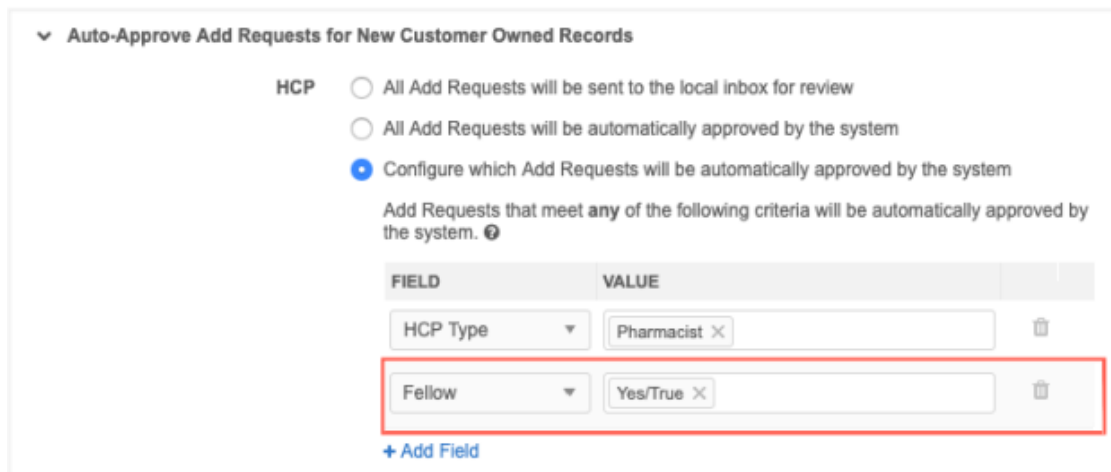 Auto-Approve Add Requests for New Customer Owned Records
HCP
All Add Requests will be sent to the local inbox for review
All Add Requests will be automatically approved by the system
Configure which Add Requests will be automatically approved by the system
Add Requests that meet any of the following criteria will be automatically approved by
the system. ?
FIELD VALUE
HCP Type Pharmacist ×
Fellow Yes/True ×
+ Add Field